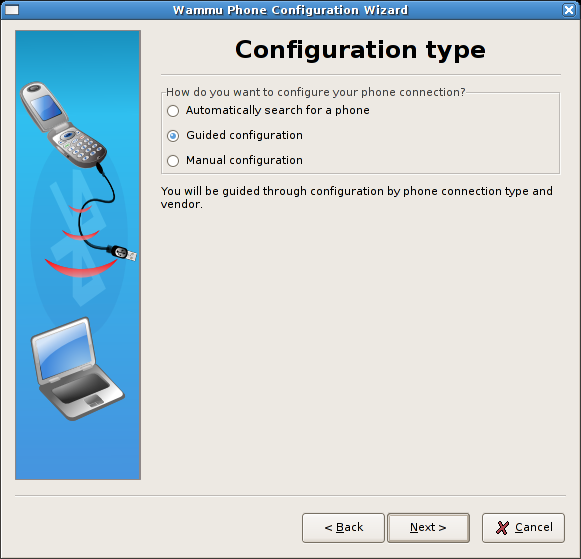 Wammu Phone Configuration Wizard
Configuration type
How do you want to configure your phone connection?
Automatically search for a phone
Guided configuration
Manual configuration
You will be guided through configuration by phone connection type and
vendor.
< Back
Next >
Cancel